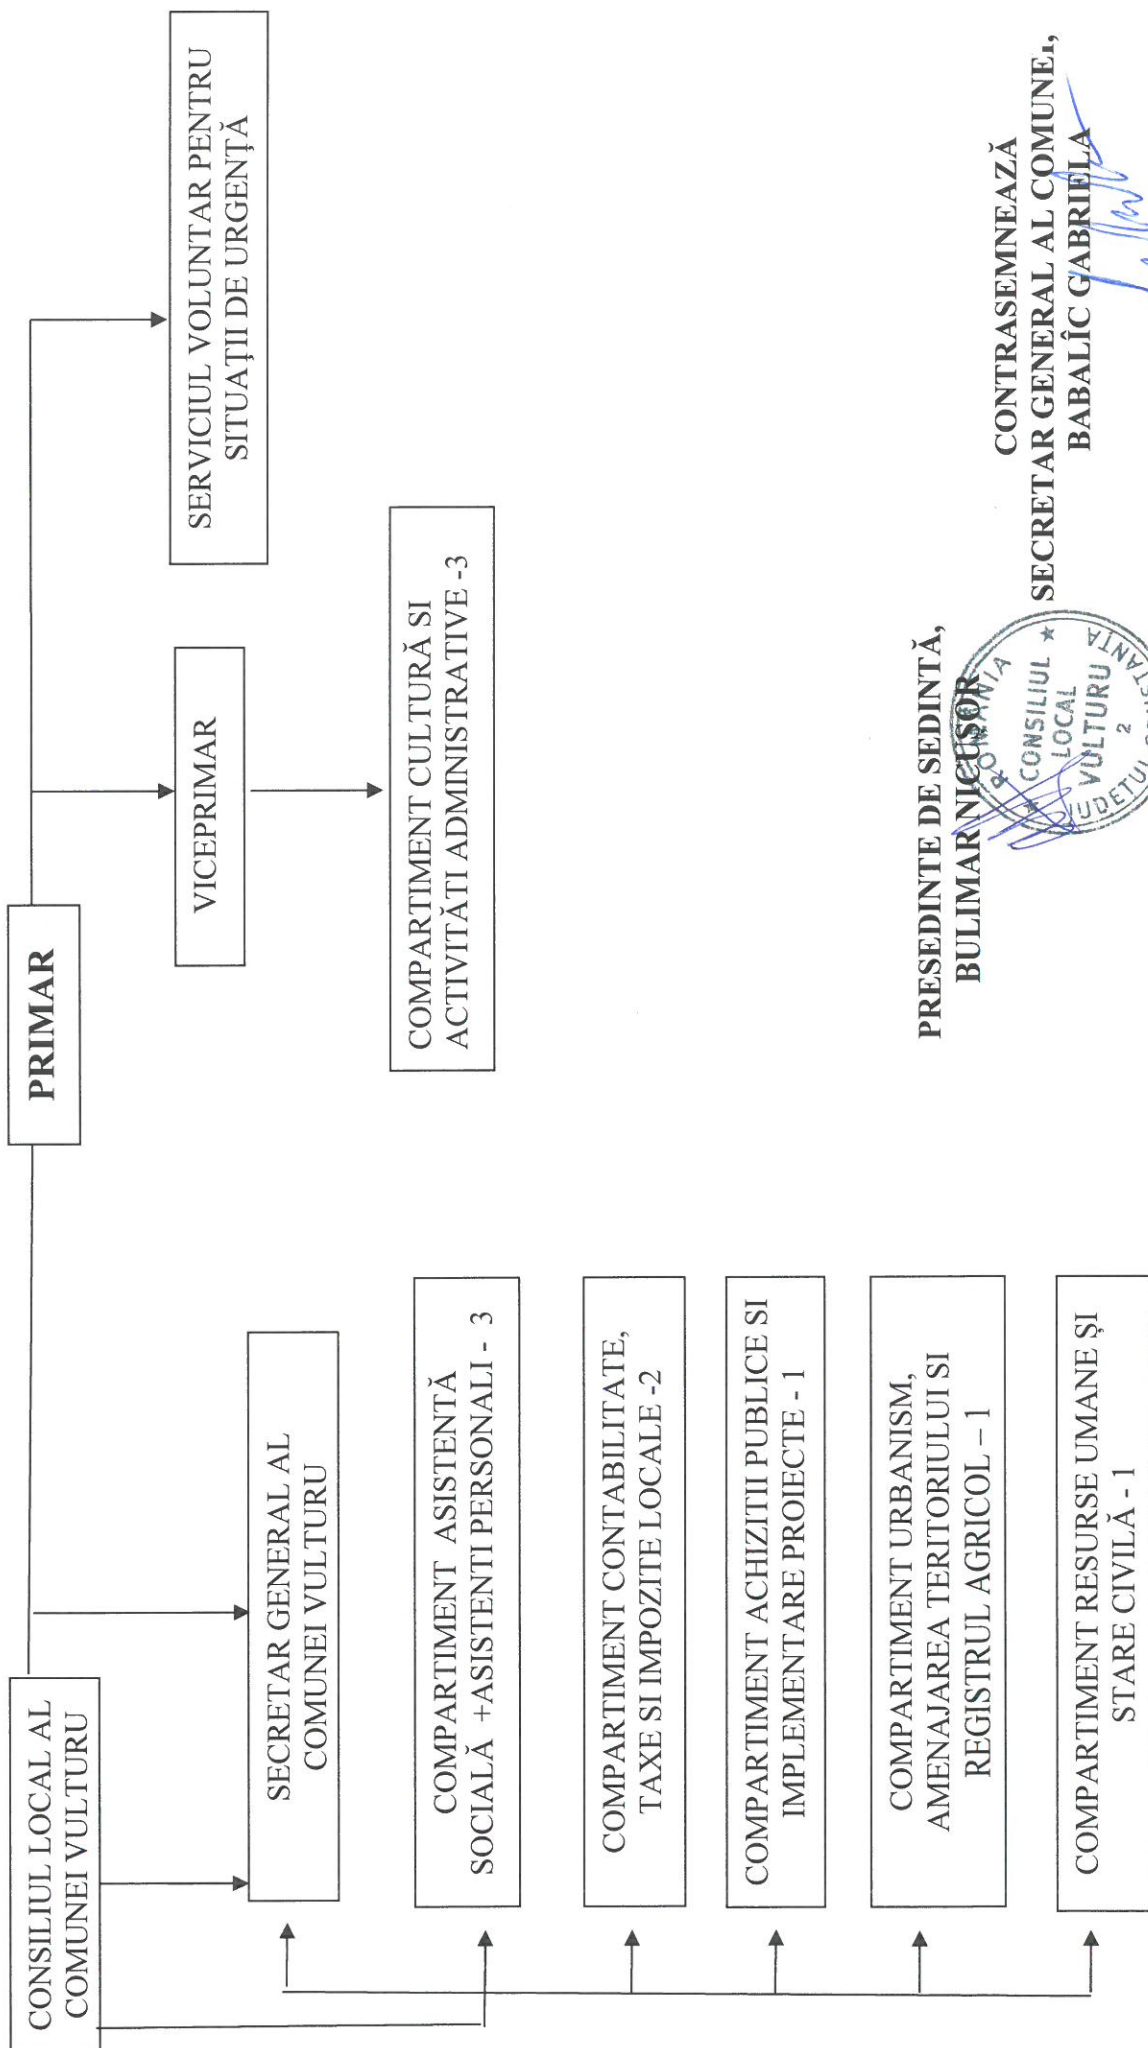 PRIMAR
CONSILIUL LOCAL AL
COMUNEI VULTURU
SERVICIUL VOLUNTAR PENTRU
SITUAȚII DE URGENȚĂ
VICEPRIMAR
SECRETAR GENERAL AL
COMUNEI VULTURU
COMPARTIMENT CULTURĂ SI
ACTIVITĂTI ADMINISTRATIVE -3
COMPARTIMENT ASISTENTĂ
SOCIALĂ +ASISTENTI PERSONALI - 3
COMPARTIMENT CONTABILITATE,
TAXE SI IMPOZITE LOCALE -2
COMPARTIMENT ACHIZITII PUBLICE SI
IMPLEMENTARE PROIECTE - 1
COMPARTIMENT URBANISM,
AMENAJAREA TERITORIULUI SI
REGISTRUL AGRICOL – 1
COMPARTIMENT RESURSE UMANE ȘI
STARE CIVILĂ - 1
PRESEDINTE DE SEDINTĂ,
BULIMAR NICUSOR
CONTRASEMNEAZĂ
SECRETAR GENERAL AL COMUNEI,
BABALÎC GABRIELA
ROMÂNIA
CONSILIUL
LOCAL
VULTURU
2